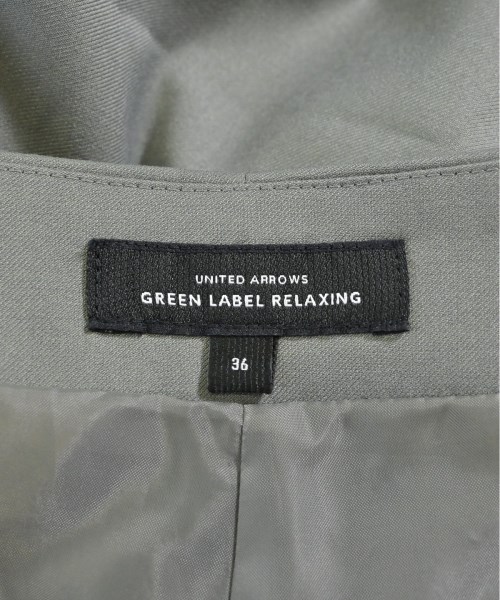 UNITED ARROWS
GREEN LABEL RELAXING
36